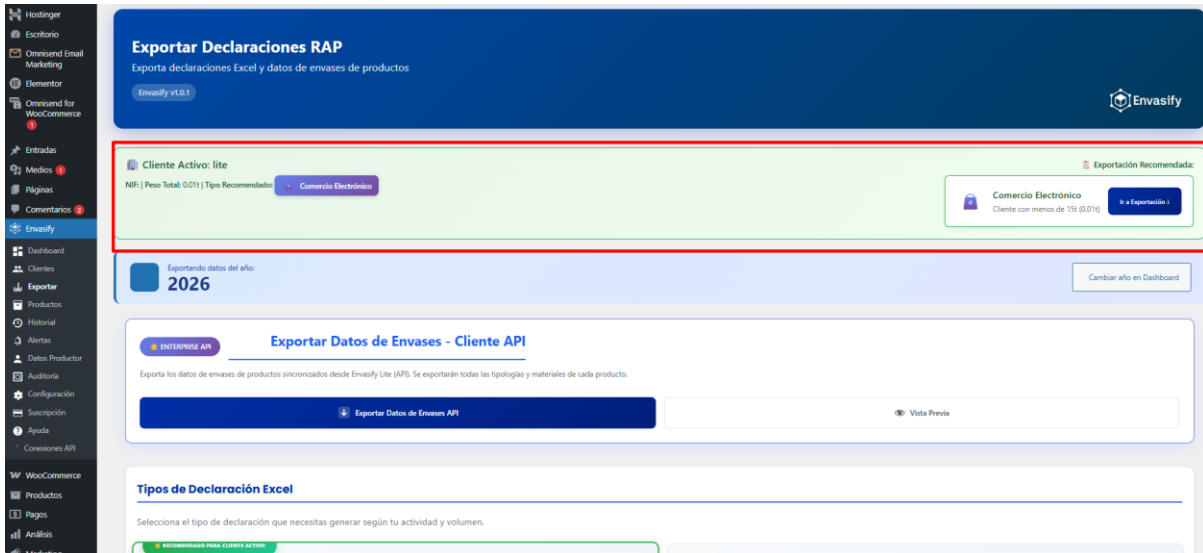 Hostinger
Escritorio
Omnisend Email
Marketing
Elementor
Omnisend for
WooCommerce
1
Entradas
Medios 1
Páginas
Comentarios 2
Envasify
Dashboard
Clientes
Exportar
Productos
Historial
Alertas
Datos Productor
Auditoría
Configuración
Suscripción
Ayuda
Conexiones API
WooCommerce
Productos
Pagos
Análisis
Marketing
Exportar Declaraciones RAP
Exporta declaraciones Excel y datos de envases de productos
Envasify v1.0.1
Envasify
Cliente Activo: lite
NIF: | Peso Total: 0.01t | Tipo Recomendado: Comercio Electrónico
Exportación Recomendada:
Comercio Electrónico
Cliente con menos de 15t (0.01t)
Ir a Exportación ↓
Exportando datos del año:
2026
Cambiar año en Dashboard
ENTERPRISE API
Exportar Datos de Envases - Cliente API
Exporta los datos de envases de productos sincronizados desde Envasify Lite (API). Se exportarán todas las tipologías y materiales de cada producto.
Exportar Datos de Envases API
Vista Previa
Tipos de Declaración Excel
Selecciona el tipo de declaración que necesitas generar según tu actividad y volumen.
RECOMENDADO PARA CLIENTE ACTIVO